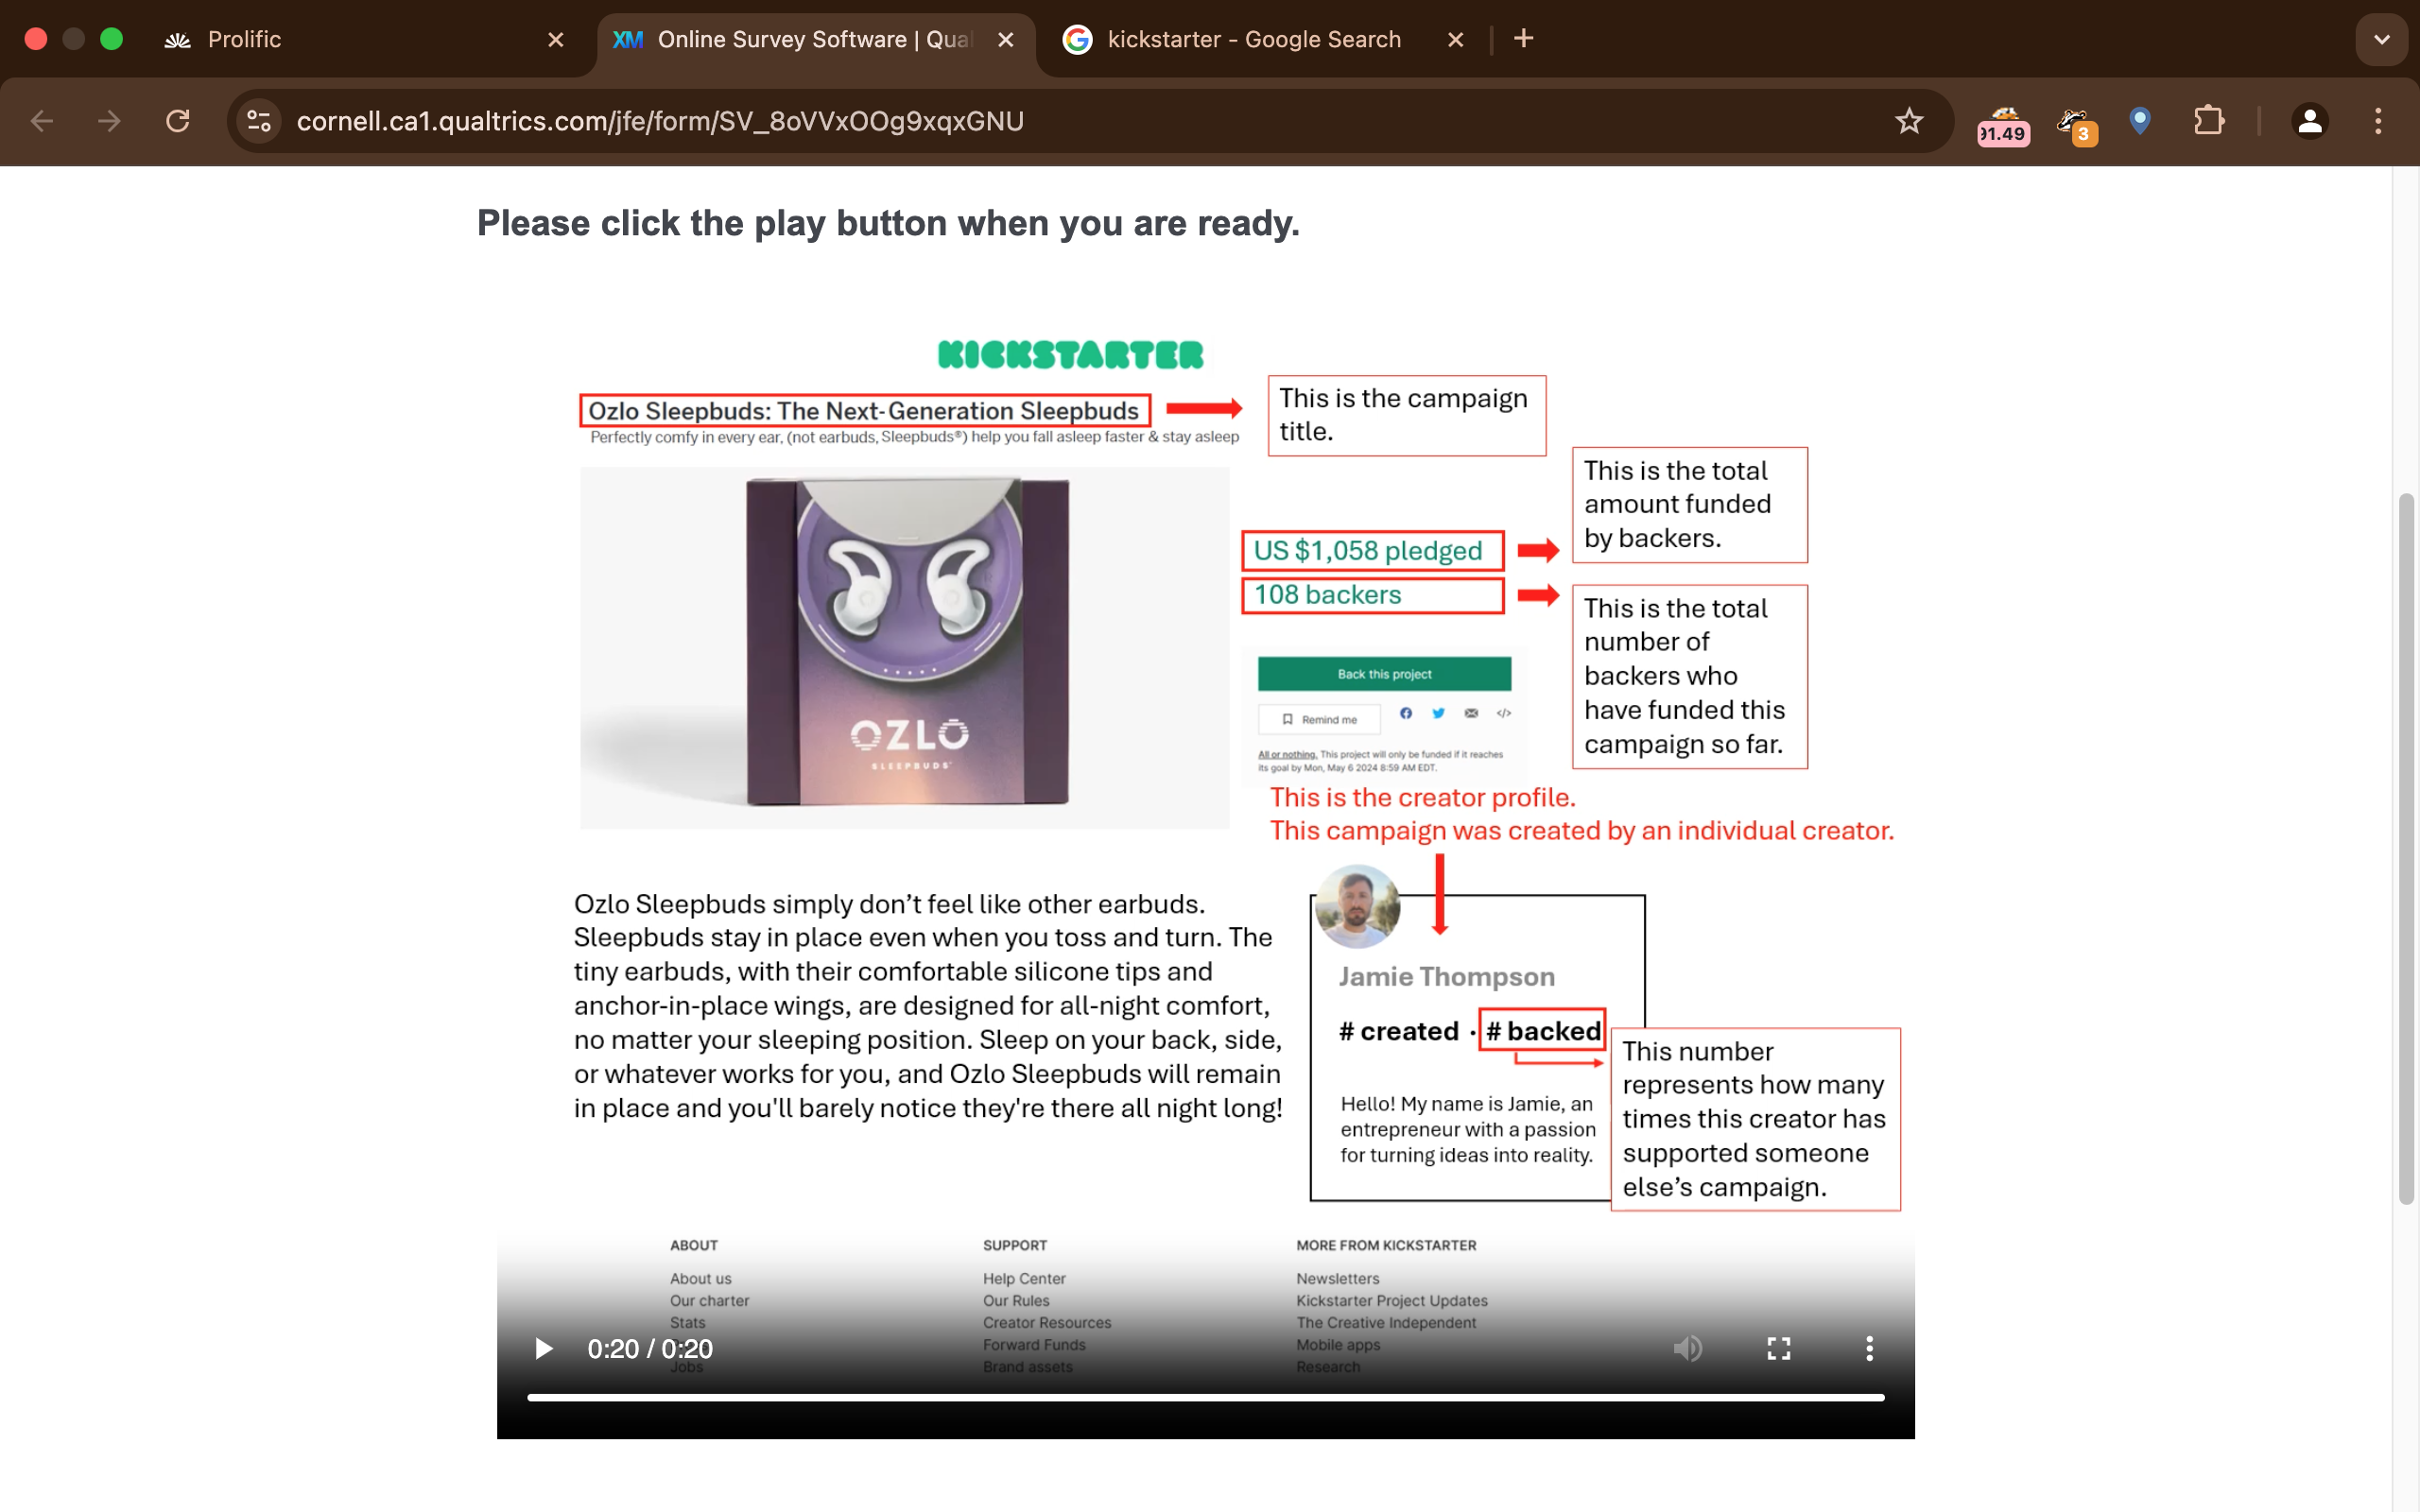 Prolific
Online Survey Software | Qual
kickstarter - Google Search
cornell.ca1.qualtrics.com/jfe/form/SV_8oVVxOOg9xqxGNU
91.49
3
Please click the play button when you are ready.
KICKSTARTER
Ozlo Sleepbuds: The Next-Generation Sleepbuds
Perfectly comfy in every ear, (not earbuds, Sleepbuds®) help you fall asleep faster & stay asleep
This is the campaign
title.
This is the total
amount funded
by backers.
US $1,058 pledged
108 backers
This is the total
number of
backers who
have funded this
campaign so far.
Back this project
Remind me
All or nothing. This project will only be funded if it reaches
its goal by Mon, May 6 2024 8:59 AM EDT.
OZLO
SLEEPBUDS
This is the creator profile.
This campaign was created by an individual creator.
Ozlo Sleepbuds simply don’t feel like other earbuds.
Sleepbuds stay in place even when you toss and turn. The
tiny earbuds, with their comfortable silicone tips and
anchor-in-place wings, are designed for all-night comfort,
no matter your sleeping position. Sleep on your back, side,
or whatever works for you, and Ozlo Sleepbuds will remain
in place and you'll barely notice they're there all night long!
Jamie Thompson
# created · # backed
Hello! My name is Jamie, an
entrepreneur with a passion
for turning ideas into reality.
This number
represents how many
times this creator has
supported someone
else’s campaign.
ABOUT
About us
Our charter
Stats
Jobs
SUPPORT
Help Center
Our Rules
Creator Resources
Forward Funds
Brand assets
MORE FROM KICKSTARTER
Newsletters
Kickstarter Project Updates
The Creative Independent
Mobile apps
Research
0:20 / 0:20